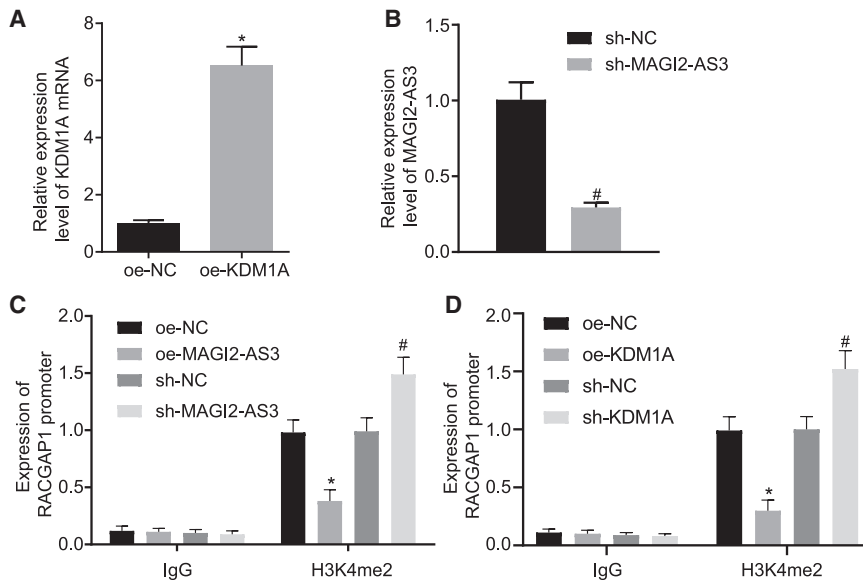 A
Relative expression
level of KDM1A mRNA
8
6
4
2
0
*
oe-NC
oe-KDM1A
B
Relative expression
level of MAGI2-AS3
1.5
1.0
0.5
0.0
sh-NC
sh-MAGI2-AS3
#
C
Expression of
RACGAP1 promoter
2.0
1.5
1.0
0.5
0.0
oe-NC
oe-MAGI2-AS3
sh-NC
sh-MAGI2-AS3
#
*
IgG
H3K4me2
D
Expression of
RACGAP1 promoter
2.0
1.5
1.0
0.5
0.0
oe-NC
oe-KDM1A
sh-NC
sh-KDM1A
#
*
IgG
H3K4me2